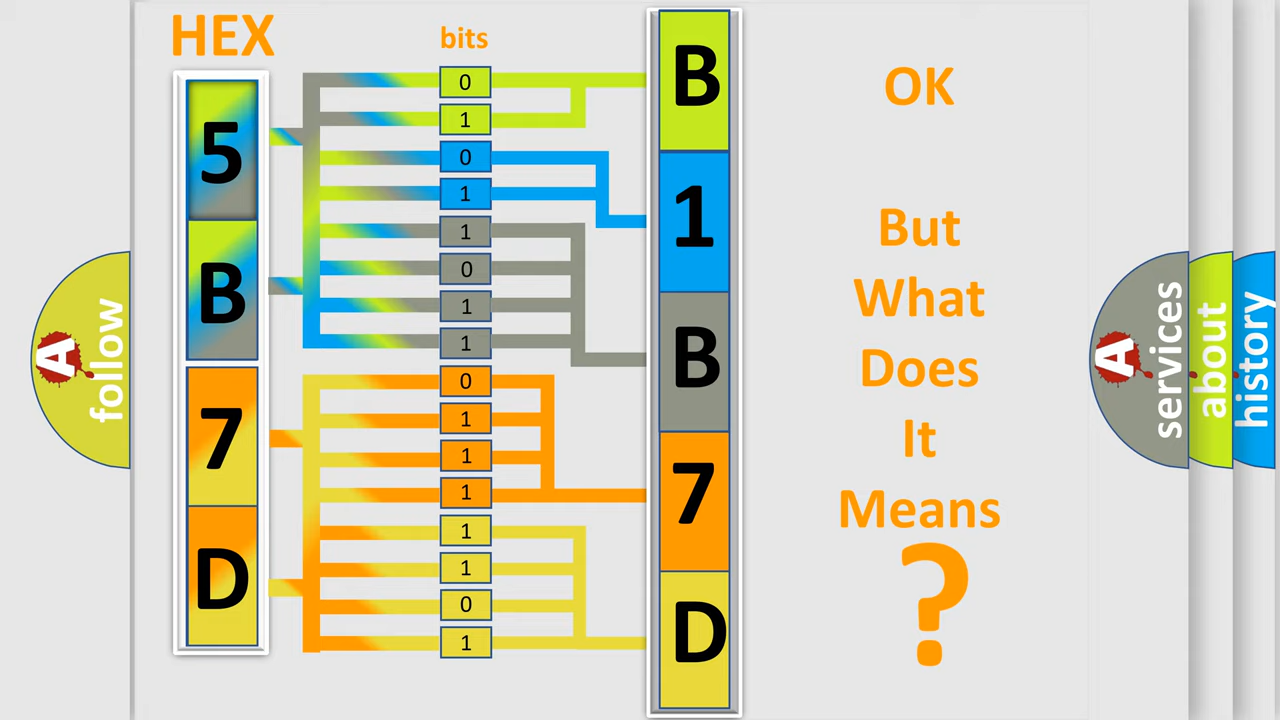 HEX
bits
5
B
7
D
0
1
0
1
1
0
1
1
0
1
1
1
1
1
0
1
B
1
B
7
D
OK
But
What
Does
It
Means
?
A
follow
A
services
about
history